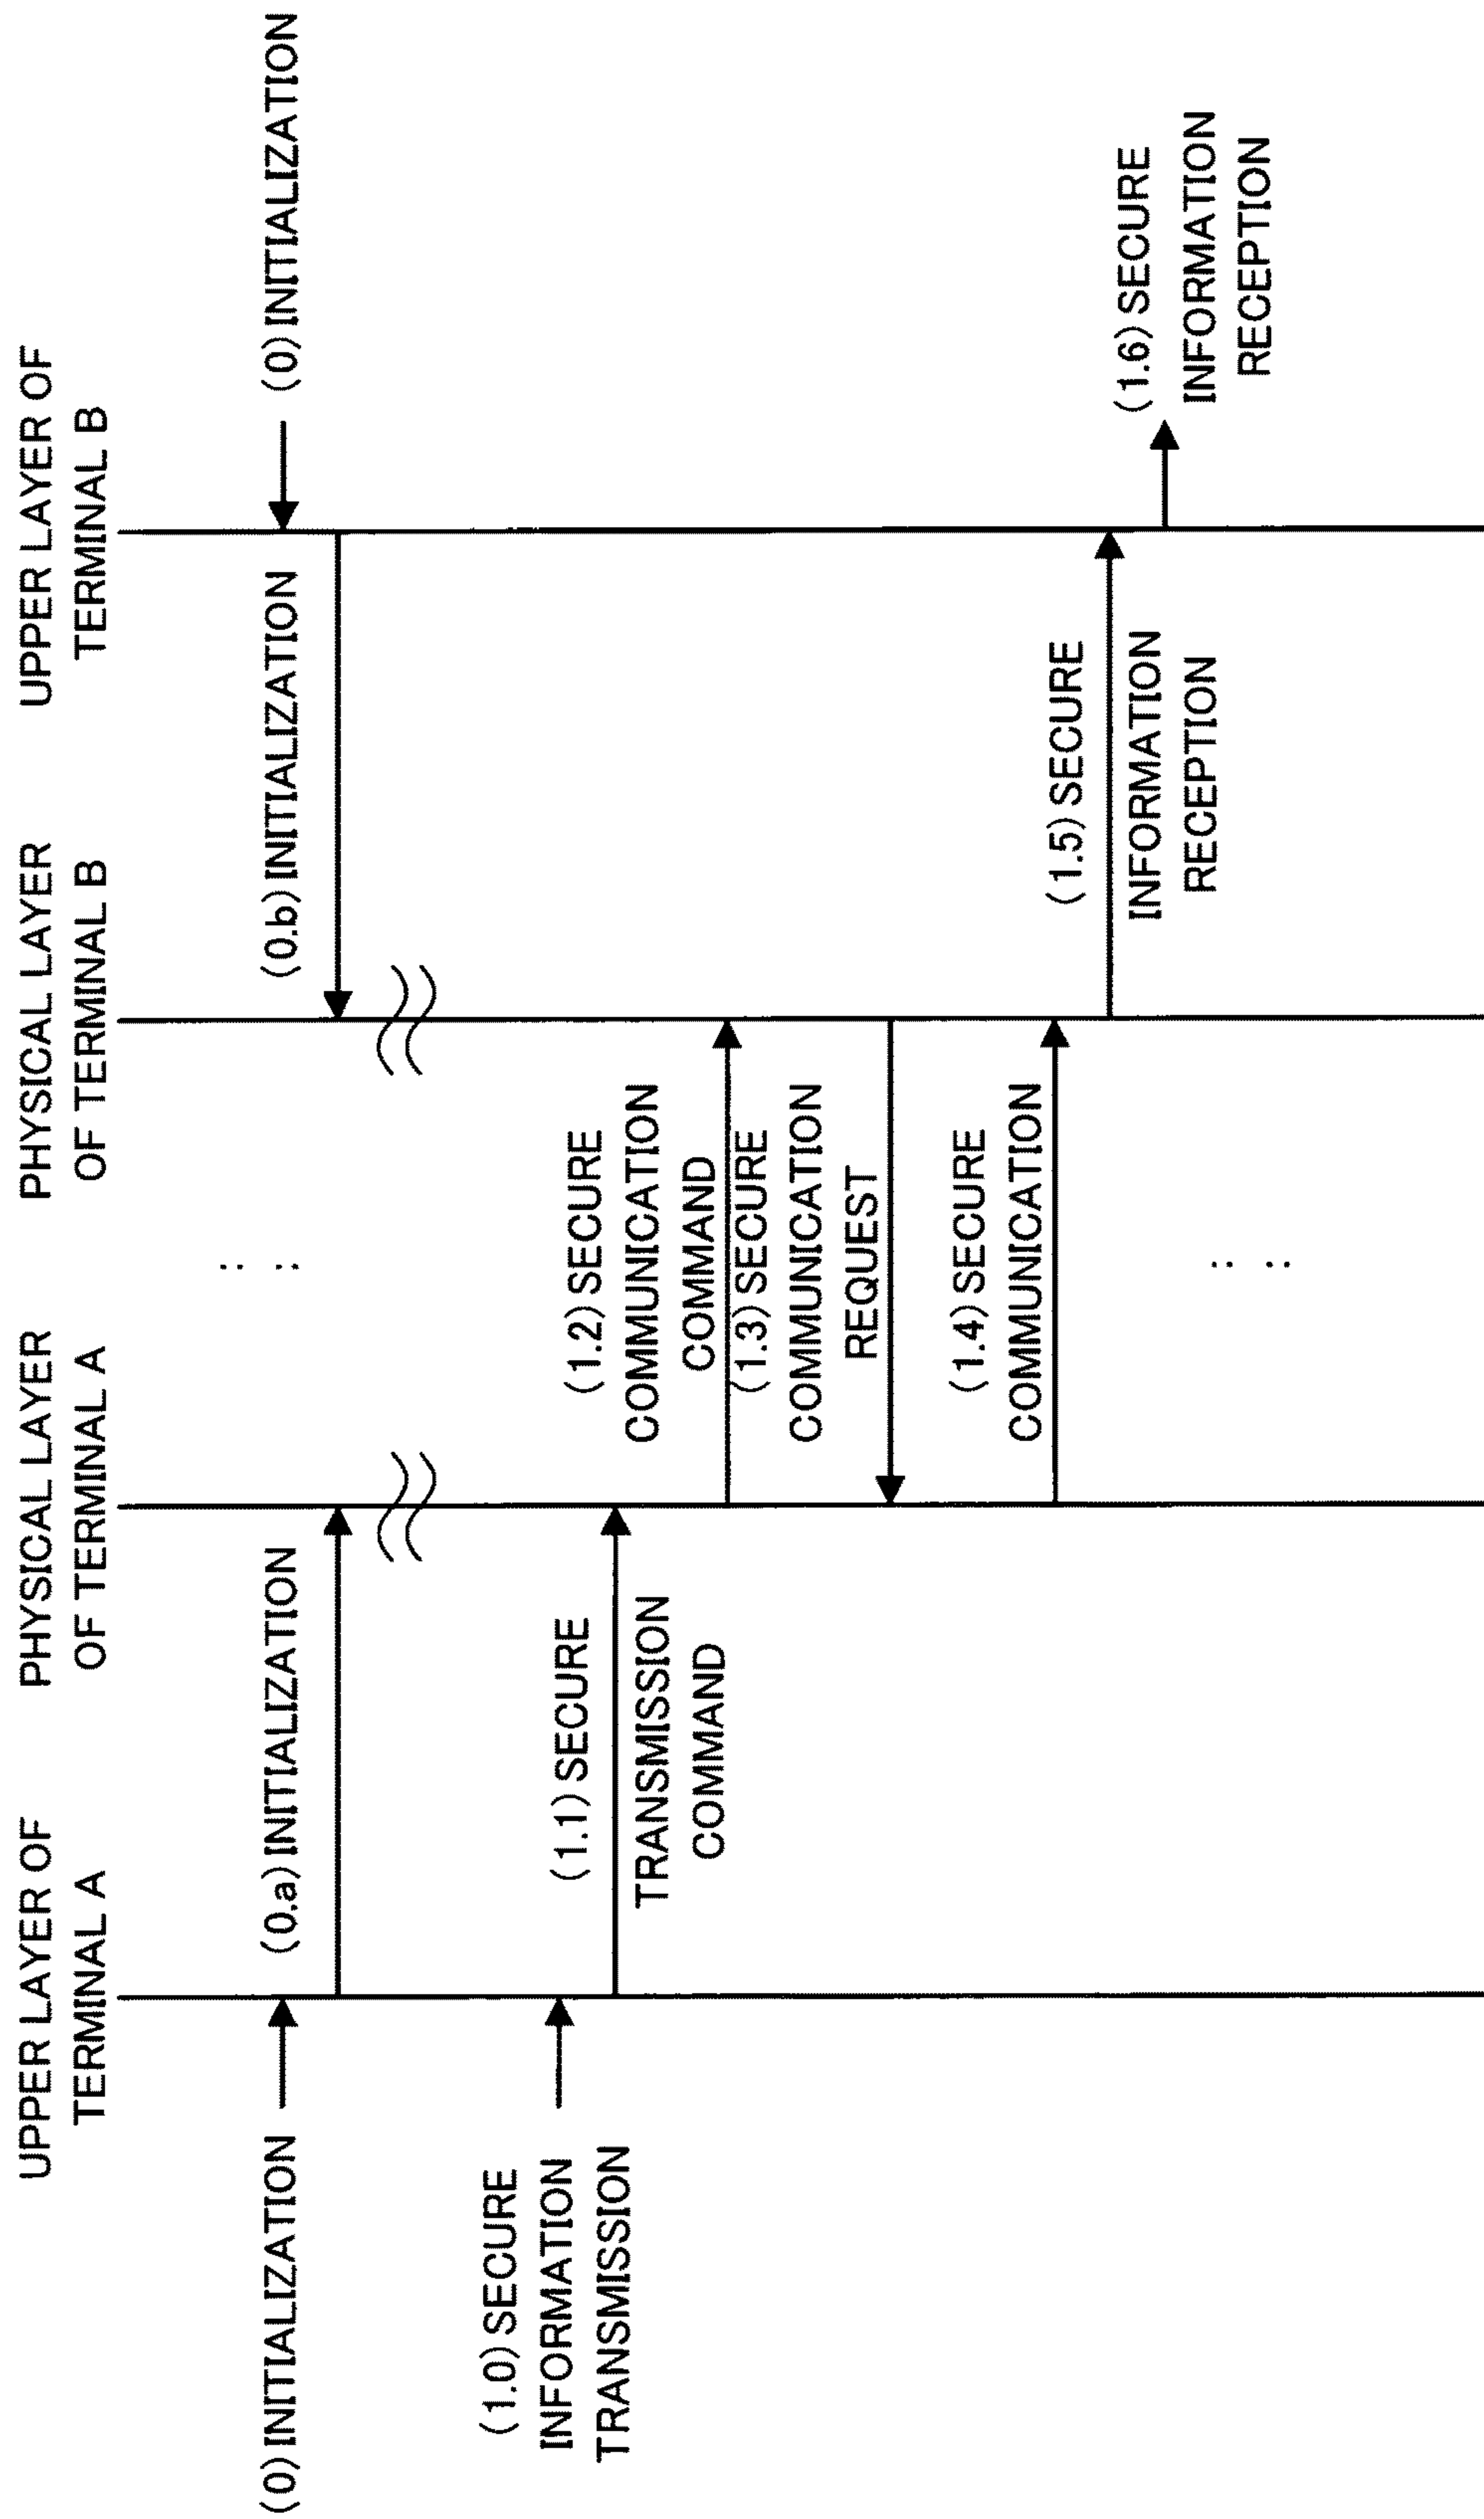 UPPER LAYER OF
TERMINAL A
PHYSICAL LAYER
OF TERMINAL A
PHYSICAL LAYER
OF TERMINAL B
UPPER LAYER OF
TERMINAL B
(0) INITIALIZATION
(0.a) INITIALIZATION
(0.b) INITIALIZATION
(0) INITIALIZATION
(1.0) SECURE
INFORMATION
TRANSMISSION
(1.1) SECURE
TRANSMISSION
COMMAND
(1.2) SECURE
COMMUNICATION
COMMAND
(1.3) SECURE
COMMUNICATION
REQUEST
(1.4) SECURE
COMMUNICATION
(1.5) SECURE
INFORMATION
RECEPTION
(1.6) SECURE
INFORMATION
RECEPTION